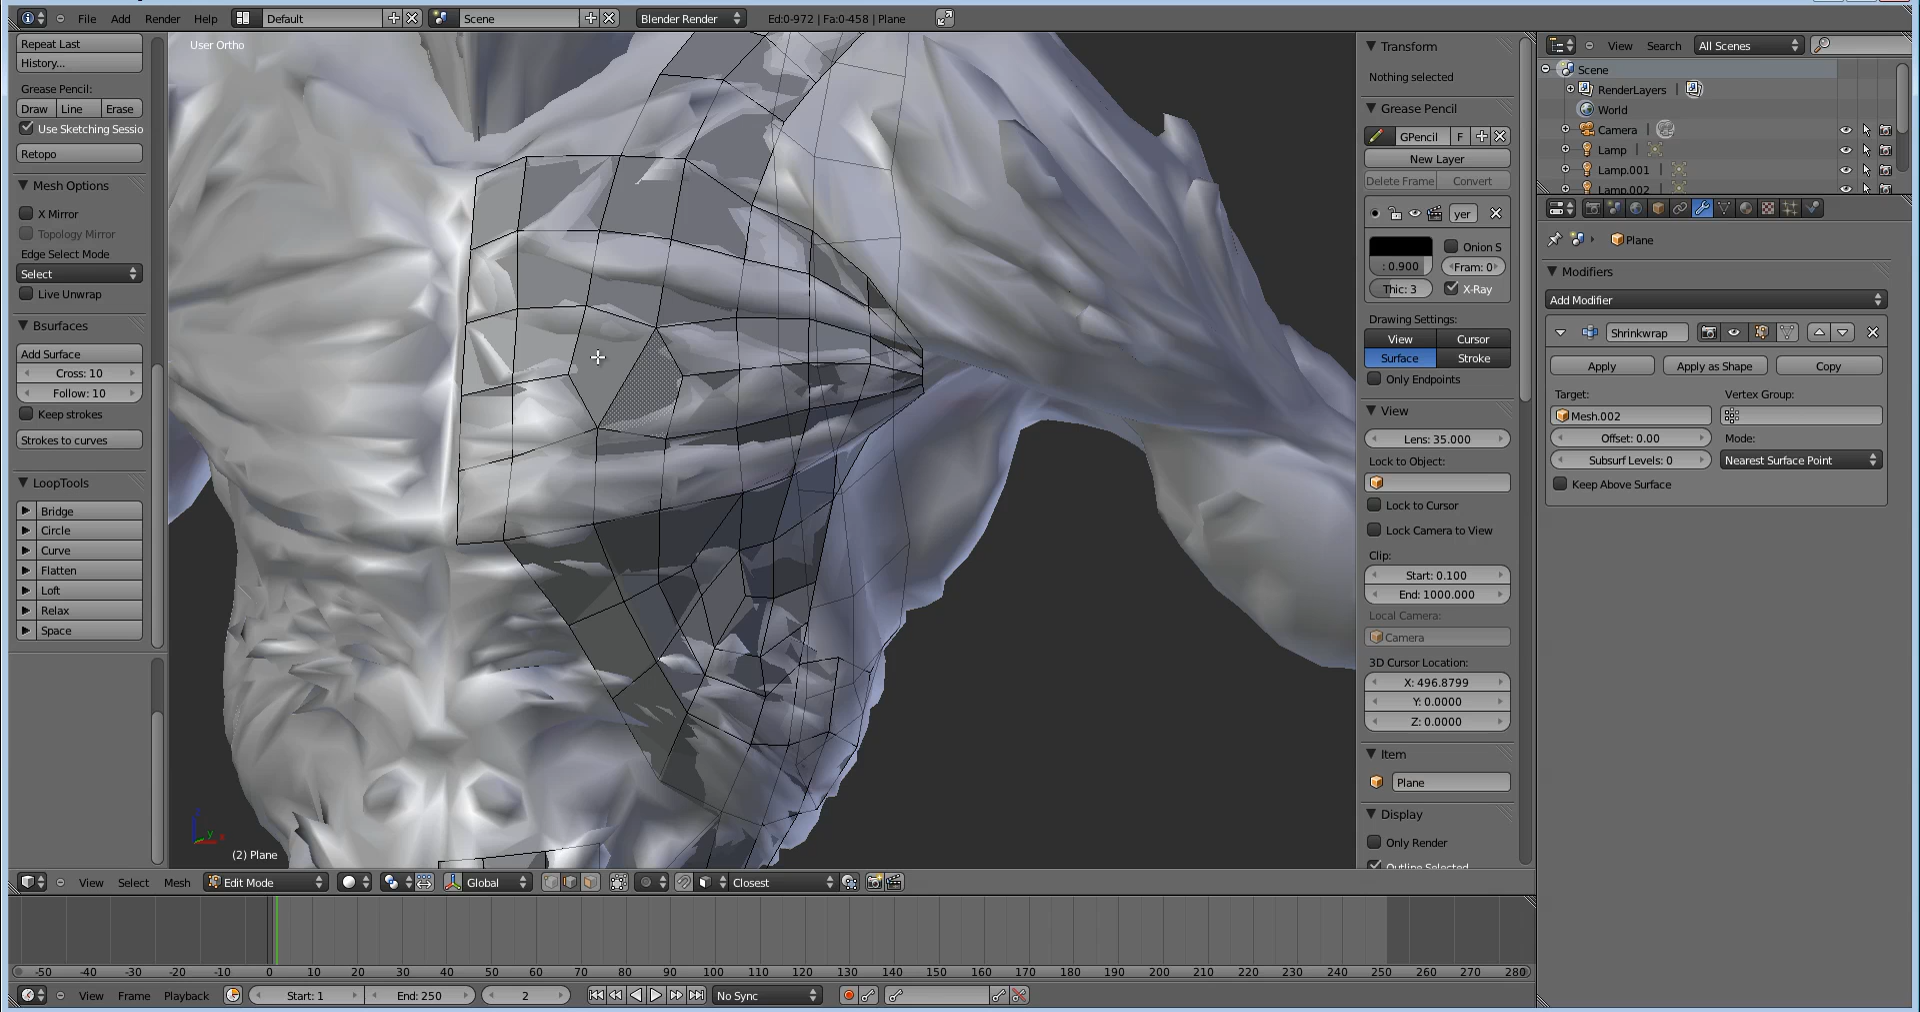 File Add Render Help Default Scene Blender Render Ed:0-972 | Fa:0-458 | Plane
Repeat Last
History...
Grease Pencil:
Draw Line Erase
Use Sketching Sessio
Retopo
Mesh Options
X Mirror
Topology Mirror
Edge Select Mode
Select
Live Unwrap
Bsurfaces
Add Surface
Cross: 10
Follow: 10
Keep strokes
Strokes to curves
LoopTools
Bridge
Circle
Curve
Flatten
Loft
Relax
Space
User Ortho
(2) Plane
Transform
Nothing selected
Grease Pencil
GPencil F
New Layer
Delete Frame Convert
yer
Onion S
: 0.900 Fram: 0
Thic: 3 X-Ray
Drawing Settings:
View Cursor
Surface Stroke
Only Endpoints
View
Lens: 35.000
Lock to Object:
Lock to Cursor
Lock Camera to View
Clip:
Start: 0.100
End: 1000.000
Local Camera:
Camera
3D Cursor Location:
X: 496.8799
Y: 0.0000
Z: 0.0000
Item
Plane
Display
Only Render
Outline Selected
View Search All Scenes
Scene
RenderLayers
World
Camera
Lamp
Lamp.001
Lamp.002
Plane
Modifiers
Add Modifier
Shrinkwrap
Apply Apply as Shape Copy
Target: Vertex Group:
Mesh.002
Offset: 0.00 Mode:
Subsurf Levels: 0 Nearest Surface Point
Keep Above Surface
View Select Mesh Edit Mode Global Closest
-50 -40 -30 -20 -10 0 10 20 30 40 50 60 70 80 90 100 110 120 130 140 150 160 170 180 190 200 210 220 230 240 250 260 270 280
View Frame Playback Start: 1 End: 250 2 No Sync